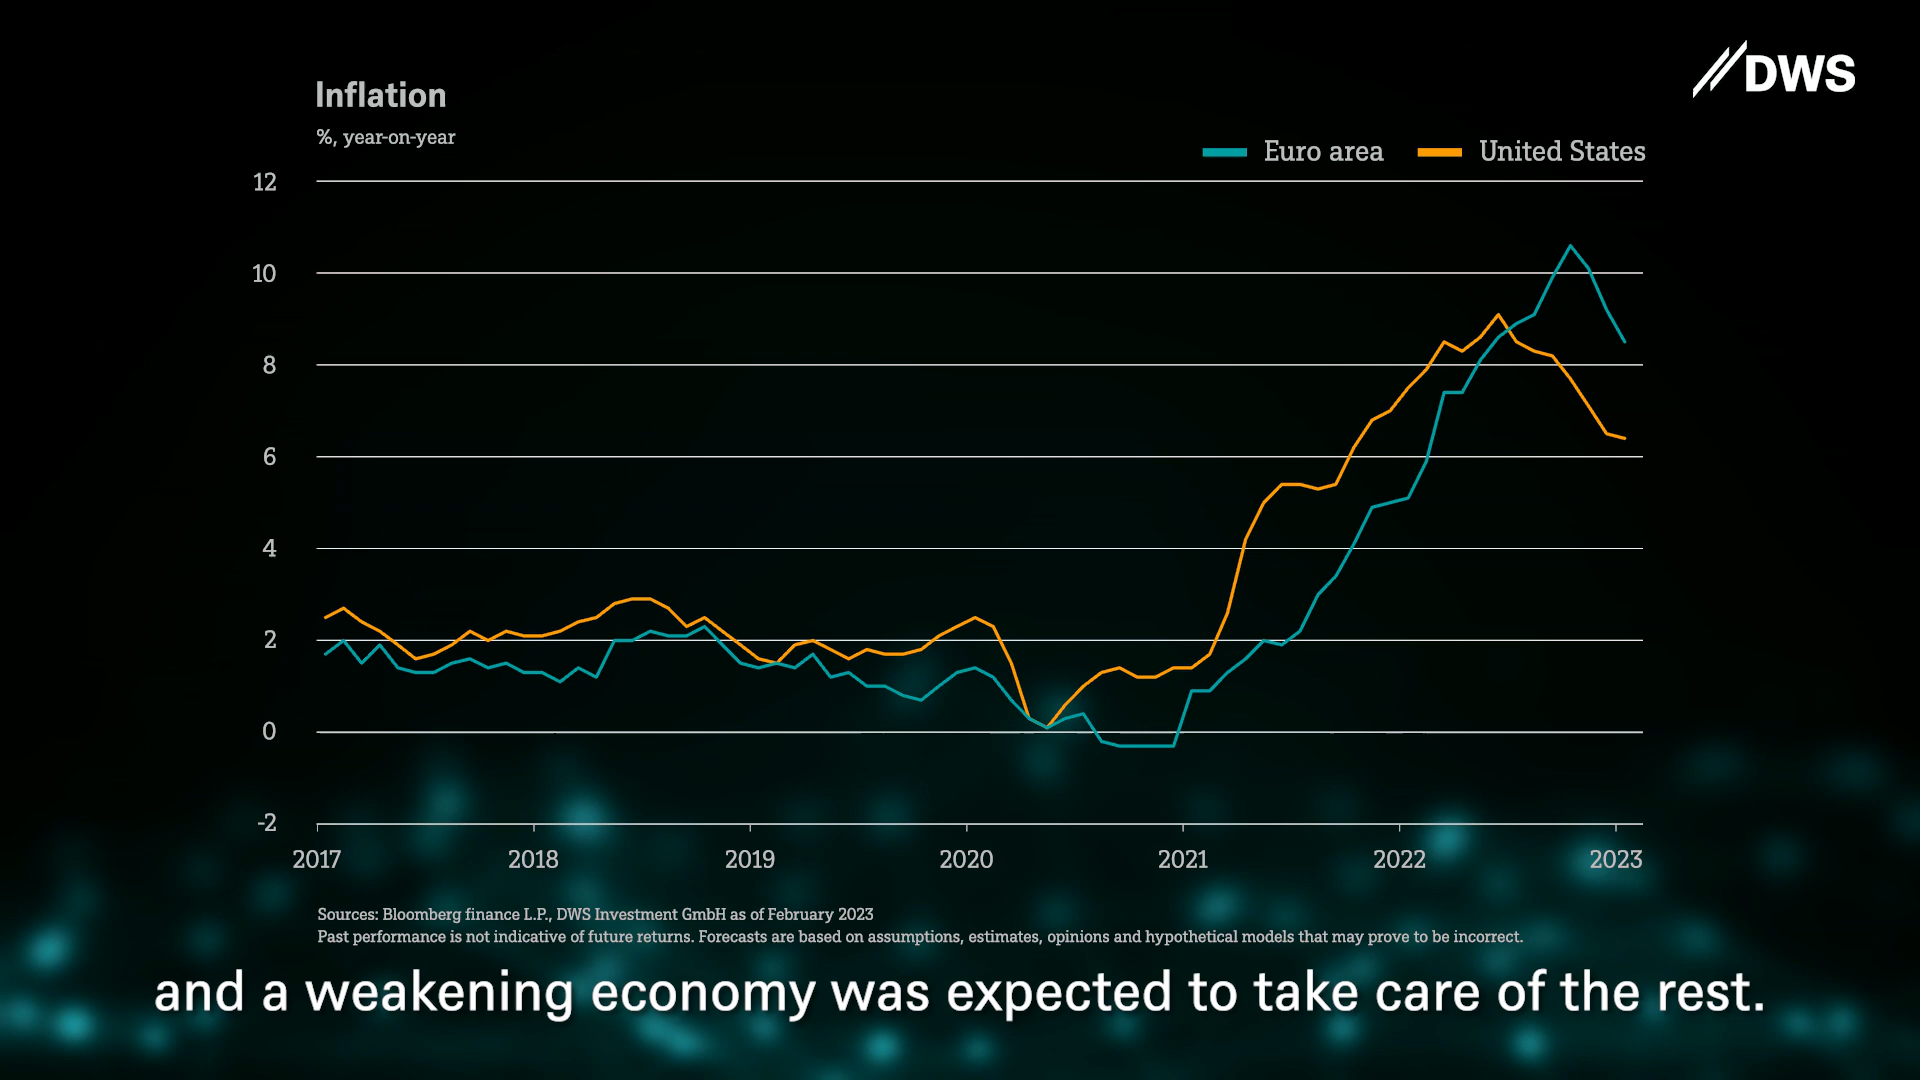 DWS
Inflation
%, year-on-year
Euro area United States
12
10
8
6
4
2
0
-2
2017 2018 2019 2020 2021 2022 2023
Sources: Bloomberg finance L.P., DWS Investment GmbH as of February 2023
Past performance is not indicative of future returns. Forecasts are based on assumptions, estimates, opinions and hypothetical models that may prove to be incorrect.
and a weakening economy was expected to take care of the rest.